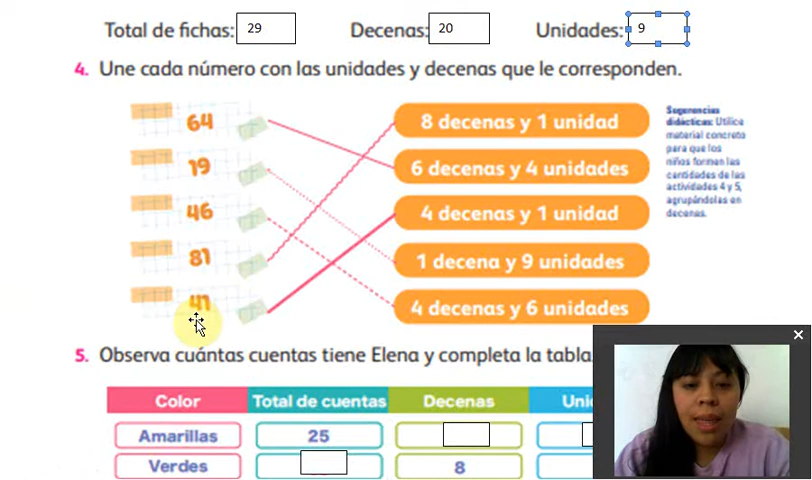 Total de fichas: 29 Decenas: 20 Unidades: 9
4. Une cada número con las unidades y decenas que le corresponden.
64 8 decenas y 1 unidad
19 6 decenas y 4 unidades
46 4 decenas y 1 unidad
81 1 decena y 9 unidades
41 4 decenas y 6 unidades
Sugerencias
didácticas: Utilice
material concreto
para que los
niños formen las
cantidades de las
actividades 4 y 5,
agrupándolas en
decenas.
5. Observa cuántas cuentas tiene Elena y completa la tabla
Color Total de cuentas Decenas
Amarillas 25
Verdes 8